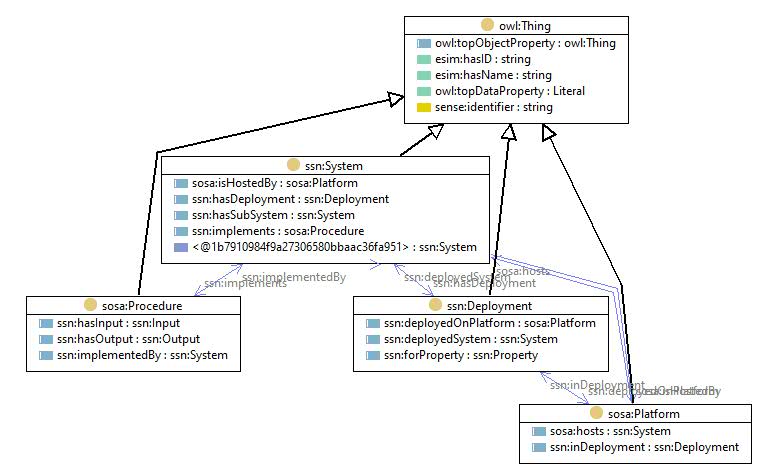 owl:Thing
owl:topObjectProperty : owl:Thing
esim:hasID : string
esim:hasName : string
owl:topDataProperty : Literal
sense:identifier : string
ssn:System
sosa:isHostedBy : sosa:Platform
ssn:hasDeployment : ssn:Deployment
ssn:hasSubSystem : ssn:System
ssn:implements : sosa:Procedure
<@1b7910984f9a27306580bbaac36fa951> : ssn:System
sosa:hosts
ssn:implementedBy
ssn:deployedSystem
ssn:implements
ssn:hasDeployment
sosa:Procedure
ssn:hasInput : ssn:Input
ssn:hasOutput : ssn:Output
ssn:implementedBy : ssn:System
ssn:Deployment
ssn:deployedOnPlatform : sosa:Platform
ssn:deployedSystem : ssn:System
ssn:forProperty : ssn:Property
ssn:inDeployment
sosa:Platform
sosa:hosts : ssn:System
ssn:inDeployment : ssn:Deployment